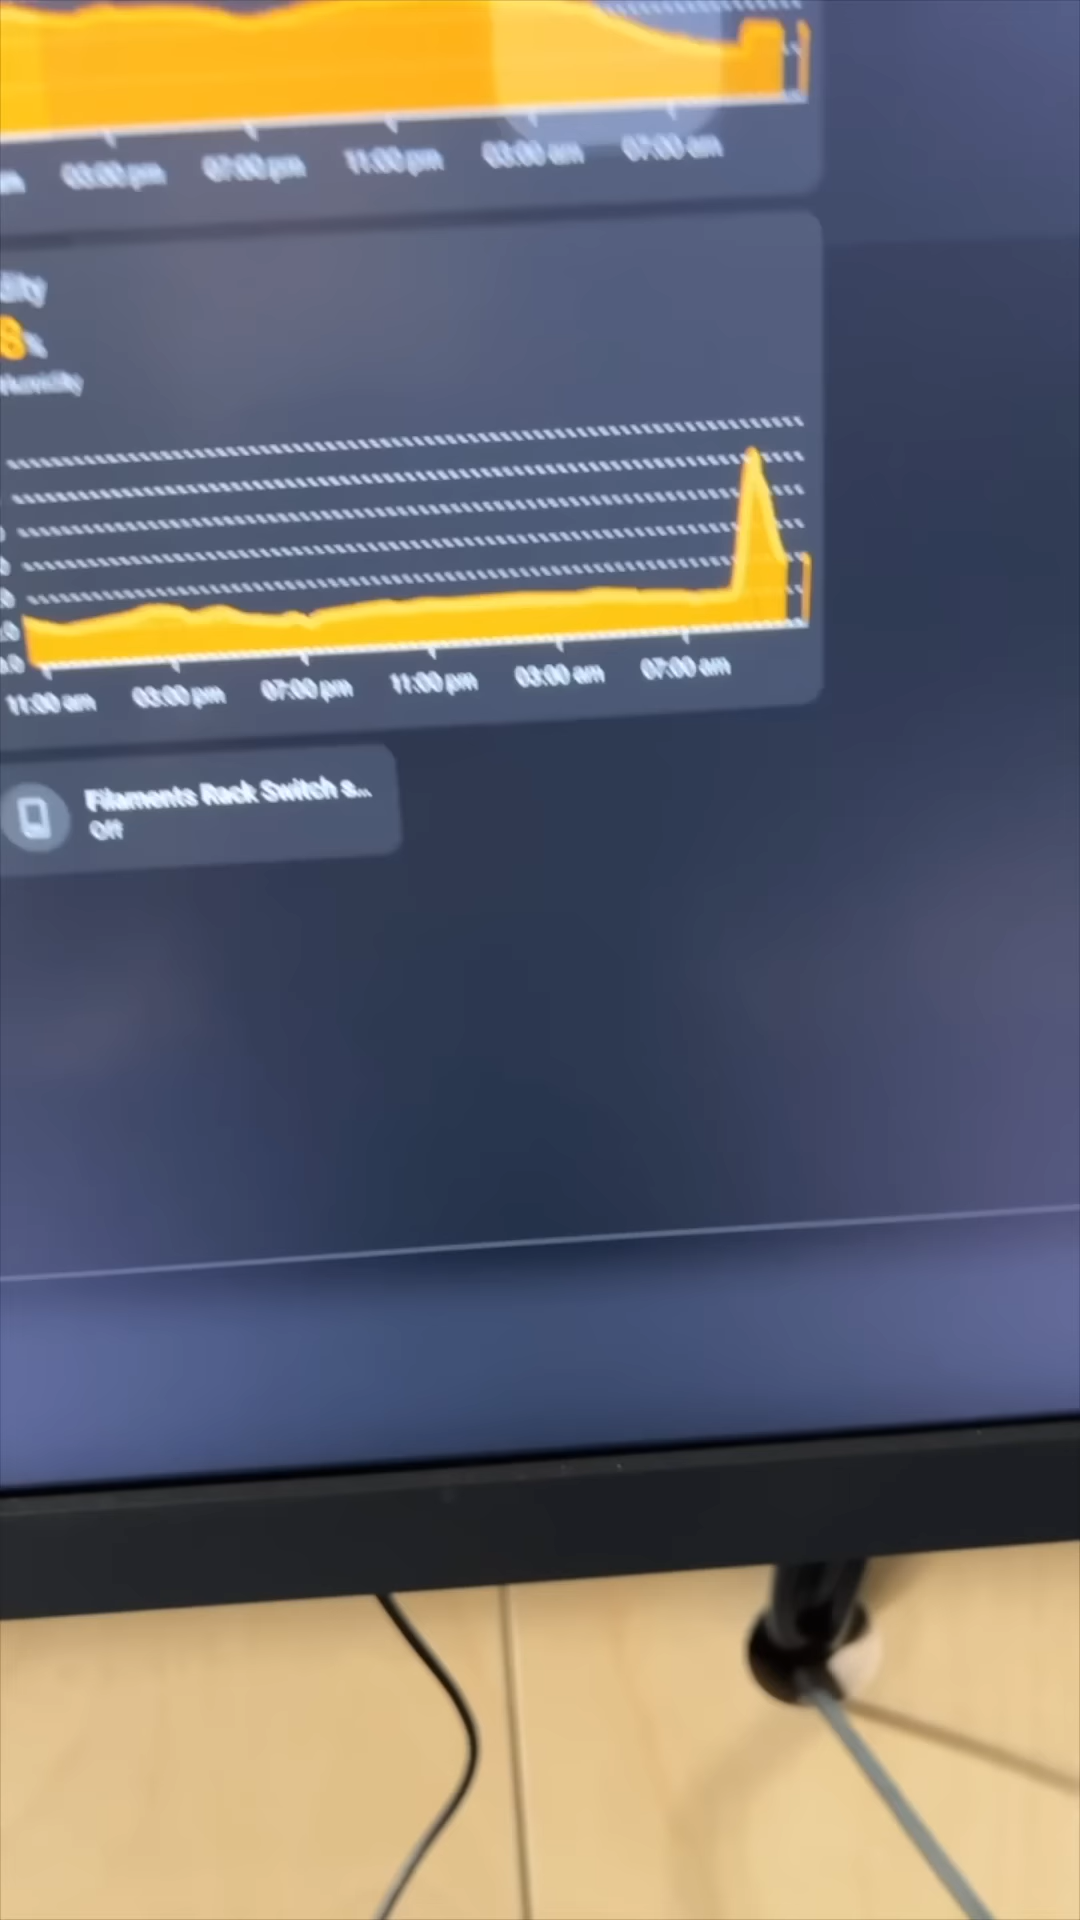 03:00 pm 07:00 pm 11:00 pm 03:00 am 07:00 am
%
11:00 am 03:00 pm 07:00 pm 11:00 pm 03:00 am 07:00 am
Filaments Rack Switch s...
Off